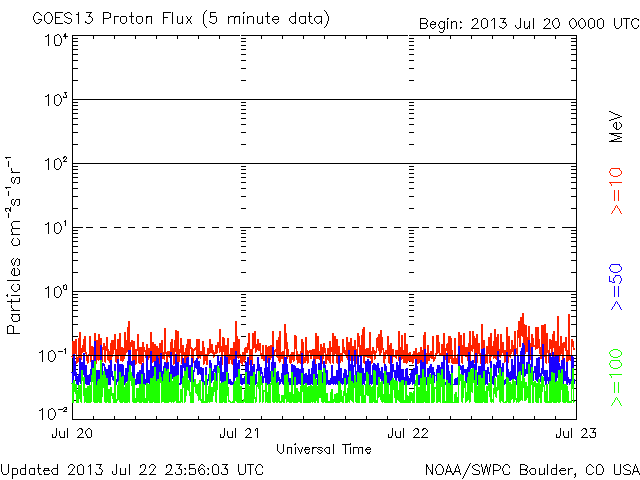 GOES13 Proton Flux (5 minute data)
Begin: 2013 Jul 20 0000 UTC
10⁴
10³
10²
10¹
10⁰
10⁻¹
10⁻²
Particles cm⁻²s⁻¹sr⁻¹
MeV
>=10
>=50
>=100
Jul 20
Jul 21
Jul 22
Jul 23
Universal Time
Updated 2013 Jul 22 23:56:03 UTC
NOAA/SWPC Boulder, CO USA